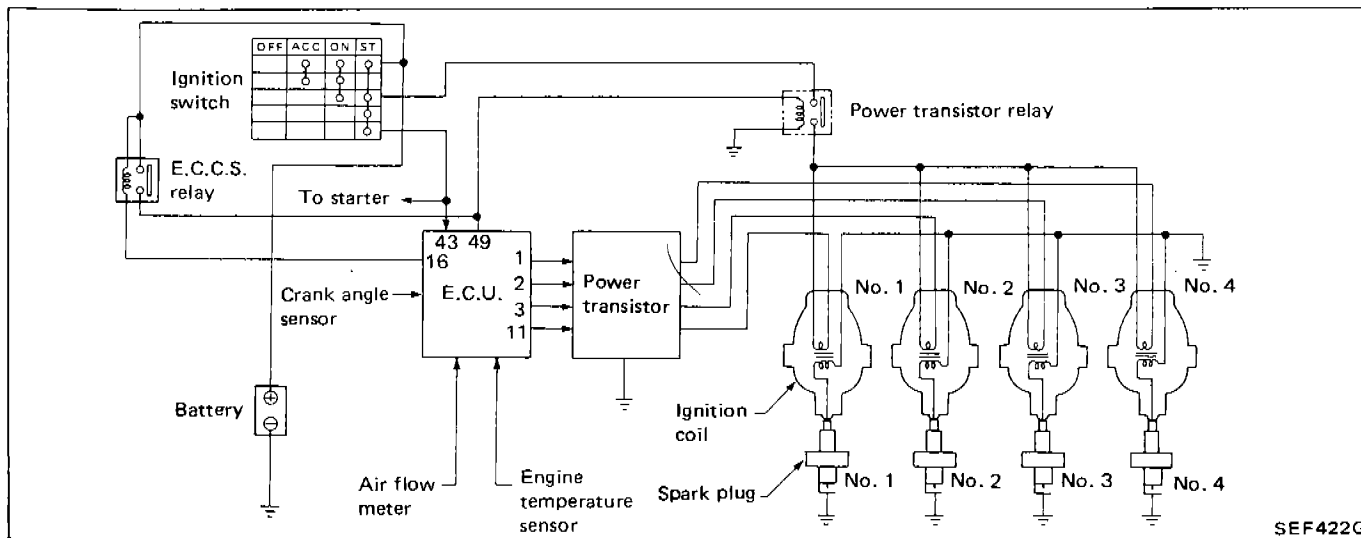 OFF ACC ON ST
Ignition
switch
Power transistor relay
E.C.C.S.
relay
To starter
43 49
16
1
2
3
11
E.C.U.
Power
transistor
Crank angle
sensor
No. 1 No. 2 No. 3 No. 4
Battery
Ignition
coil
Air flow
meter
Engine
temperature
sensor
Spark plug
No. 1 No. 2 No. 3 No. 4
SEF422G